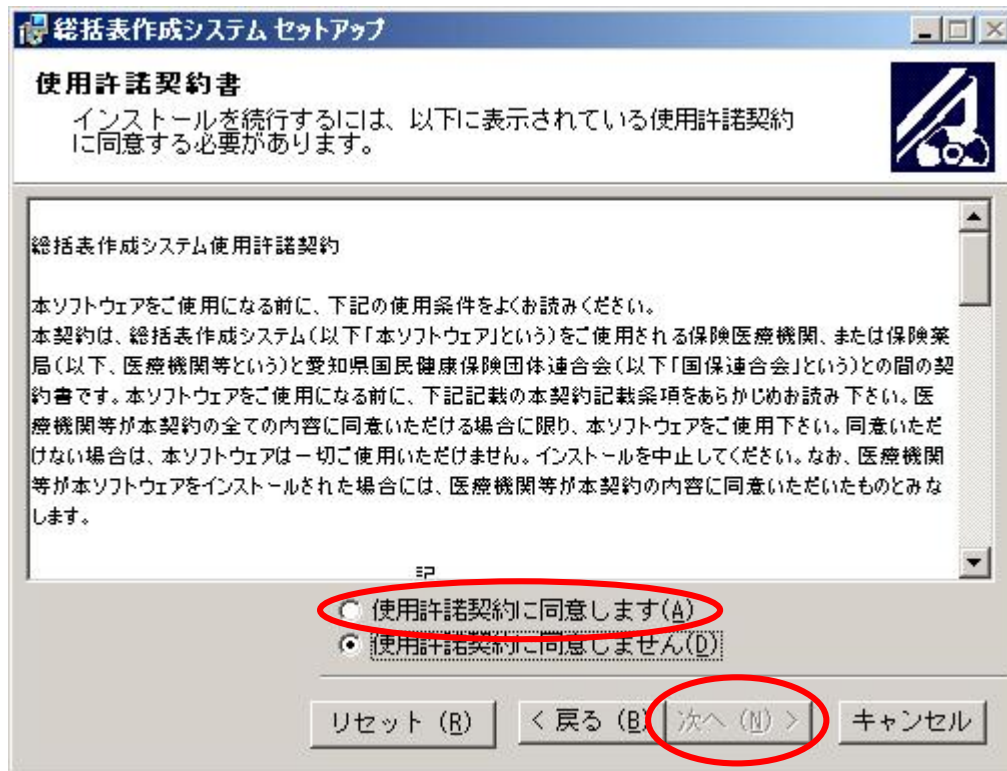 総括表作成システム セットアップ
使用許諾契約書
インストールを続行するには、以下に表示されている使用許諾契約
に同意する必要があります。
総括表作成システム使用許諾契約
本ソフトウェアをご使用になる前に、下記の使用条件をよくお読みください。
本契約は、総括表作成システム(以下「本ソフトウェア」という)をご使用される保険医療機関、または保険薬
局(以下、医療機関等という)と愛知県国民健康保険団体連合会(以下「国保連合会」という)との間の契
約書です。本ソフトウェアをご使用になる前に、下記記載の本契約記載条項をあらかじめお読み下さい。医
療機関等が本契約の全ての内容に同意いただける場合に限り、本ソフトウェアをご使用下さい。同意いただ
けない場合は、本ソフトウェアは一切ご使用いただけません。インストールを中止してください。なお、医療機関
等が本ソフトウェアをインストールされた場合には、医療機関等が本契約の内容に同意いただいたものとみな
します。
記
使用許諾契約に同意します(A)
使用許諾契約に同意しません(D)
リセット (R)
< 戻る (B)
次へ (N) >
キャンセル